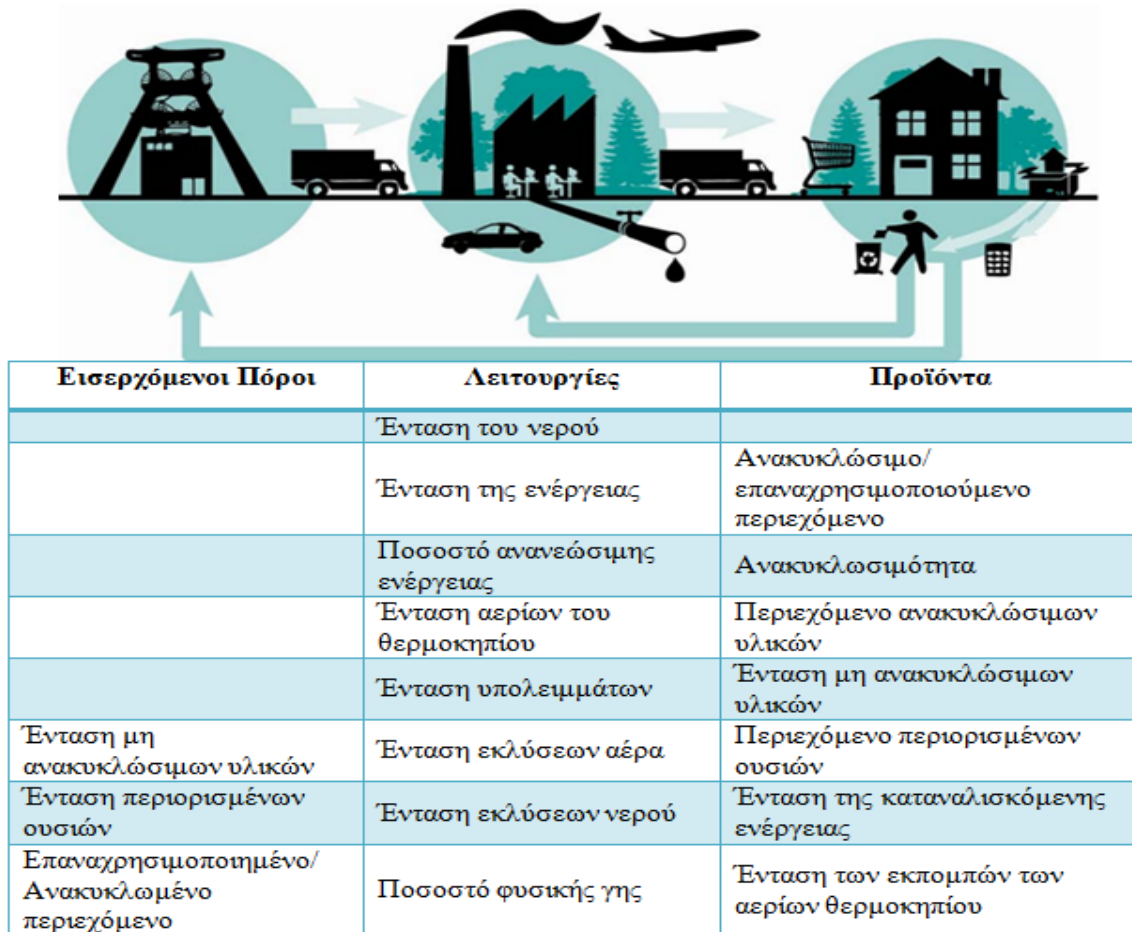 Εισερχόμενοι Πόροι Λειτουργίες Προϊόντα
Ένταση του νερού
Ένταση της ενέργειας
Ανακυκλώσιμο/
επαναχρησιμοποιούμενο
περιεχόμενο
Ποσοστό ανανεώσιμης
ενέργειας
Ανακυκλωσιμότητα
Ένταση αερίων του
θερμοκηπίου
Περιεχόμενο ανακυκλώσιμων
υλικών
Ένταση υπολειμμάτων
Ένταση μη ανακυκλώσιμων
υλικών
Ένταση μη
ανακυκλώσιμων υλικών
Ένταση εκλύσεων αέρα
Περιεχόμενο περιορισμένων
ουσιών
Ένταση περιορισμένων
ουσιών
Ένταση εκλύσεων νερού
Ένταση της καταναλισκόμενης
ενέργειας
Επαναχρησιμοποιημένο/
Ανακυκλωμένο
περιεχόμενο
Ποσοστό φυσικής γης
Ένταση των εκπομπών των
αερίων θερμοκηπίου